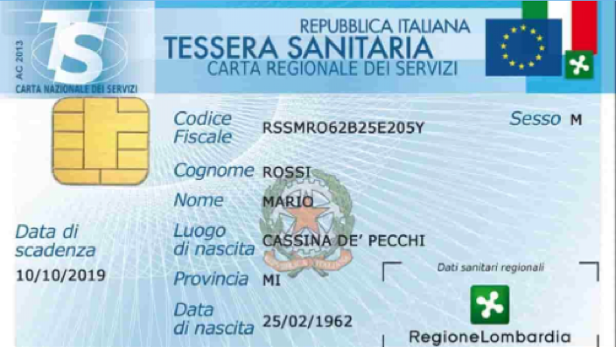 REPUBBLICA ITALIANA
TESSERA SANITARIA
CARTA REGIONALE DEI SERVIZI
AC 2013
TS
CARTA NAZIONALE DEI SERVIZI
Codice Fiscale RSSMRO62B25E205Y Sesso M
Cognome ROSSI
Nome MARIO
Luogo di nascita CASSINA DE' PECCHI
Data di scadenza
10/10/2019
Provincia MI
Data di nascita 25/02/1962
Dati sanitari regionali
RegioneLombardia